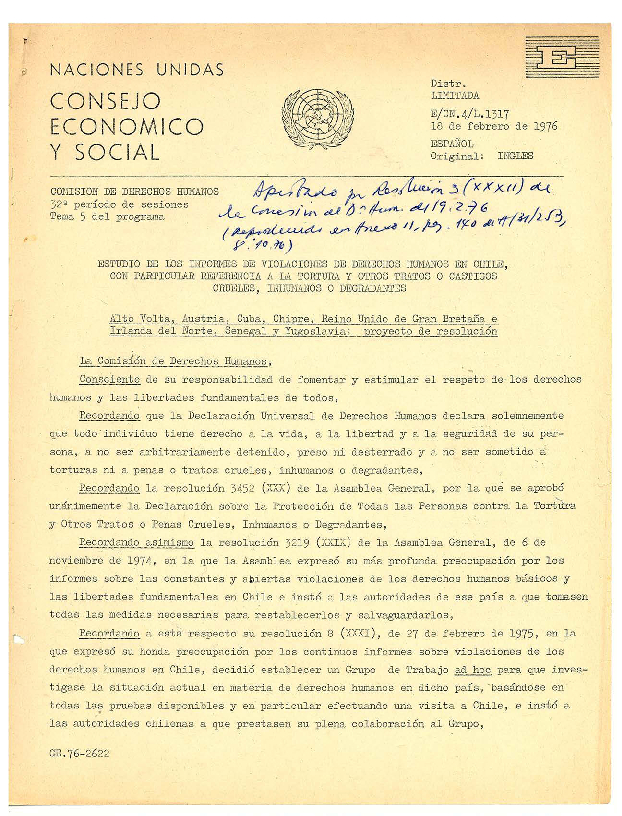 NACIONES UNIDAS
CONSEJO
ECONOMICO
Y SOCIAL
E
Distr.
LIMITADA
E/CN.4/L.1317
18 de febrero de 1976
ESPAÑOL
Original: INGLES
COMISION DE DERECHOS HUMANOS
32º período de sesiones
Tema 5 del programa
Aprobado por Resolución 3 (XXXII) de
la Comisión de D° Hum. del 19.2.76
(reproducido en Anexo II, pág. 140 de A/31/253,
8.10.76)
ESTUDIO DE LOS INFORMES DE VIOLACIONES DE DERECHOS HUMANOS EN CHILE,
CON PARTICULAR REFERENCIA A LA TORTURA Y OTROS TRATOS O CASTIGOS
CRUELES, INHUMANOS O DEGRADANTES
Alto Volta, Austria, Cuba, Chipre, Reino Unido de Gran Bretaña e
Irlanda del Norte, Senegal y Yugoslavia: proyecto de resolución
La Comisión de Derechos Humanos,
Consciente de su responsabilidad de fomentar y estimular el respeto de los derechos
humanos y las libertades fundamentales de todos,
Recordando que la Declaración Universal de Derechos Humanos declara solemnemente
que todo individuo tiene derecho a la vida, a la libertad y a la seguridad de su per-
sona, a no ser arbitrariamente detenido, preso ni desterrado y a no ser sometido a
torturas ni a penas o tratos crueles, inhumanos o degradantes,
Recordando la resolución 3452 (XXX) de la Asamblea General, por la que se aprobó
unánimemente la Declaración sobre la Protección de Todas las Personas contra la Tortura
y Otros Tratos o Penas Crueles, Inhumanos o Degradantes,
Recordando asimismo la resolución 3219 (XXIX) de la Asamblea General, de 6 de
noviembre de 1974, en la que la Asamblea expresó su más profunda preocupación por los
informes sobre las constantes y abiertas violaciones de los derechos humanos básicos y
las libertades fundamentales en Chile e instó a las autoridades de ese país a que tomasen
todas las medidas necesarias para restablecerlos y salvaguardarlos,
Recordando a este respecto su resolución 8 (XXXI), de 27 de febrero de 1975, en la
que expresó su honda preocupación por los continuos informes sobre violaciones de los
derechos humanos en Chile, decidió establecer un Grupo de Trabajo ad hoc para que inves-
tigase la situación actual en materia de derechos humanos en dicho país, basándose en
todas las pruebas disponibles y en particular efectuando una visita a Chile, e instó a
las autoridades chilenas a que prestasen su plena colaboración al Grupo,
GE.76-2622